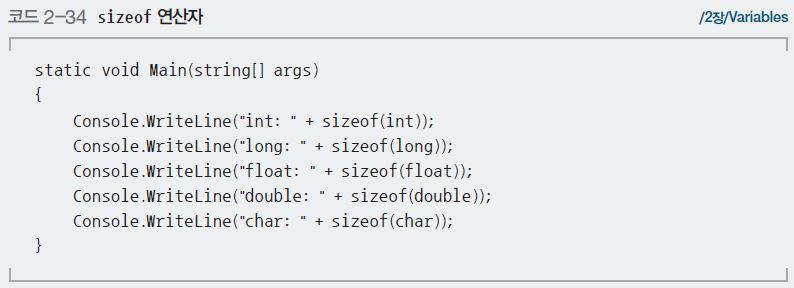 코드 2-34 sizeof 연산자 /2장/Variables
static void Main(string[] args)
{
Console.WriteLine("int: " + sizeof(int));
Console.WriteLine("long: " + sizeof(long));
Console.WriteLine("float: " + sizeof(float));
Console.WriteLine("double: " + sizeof(double));
Console.WriteLine("char: " + sizeof(char));
}